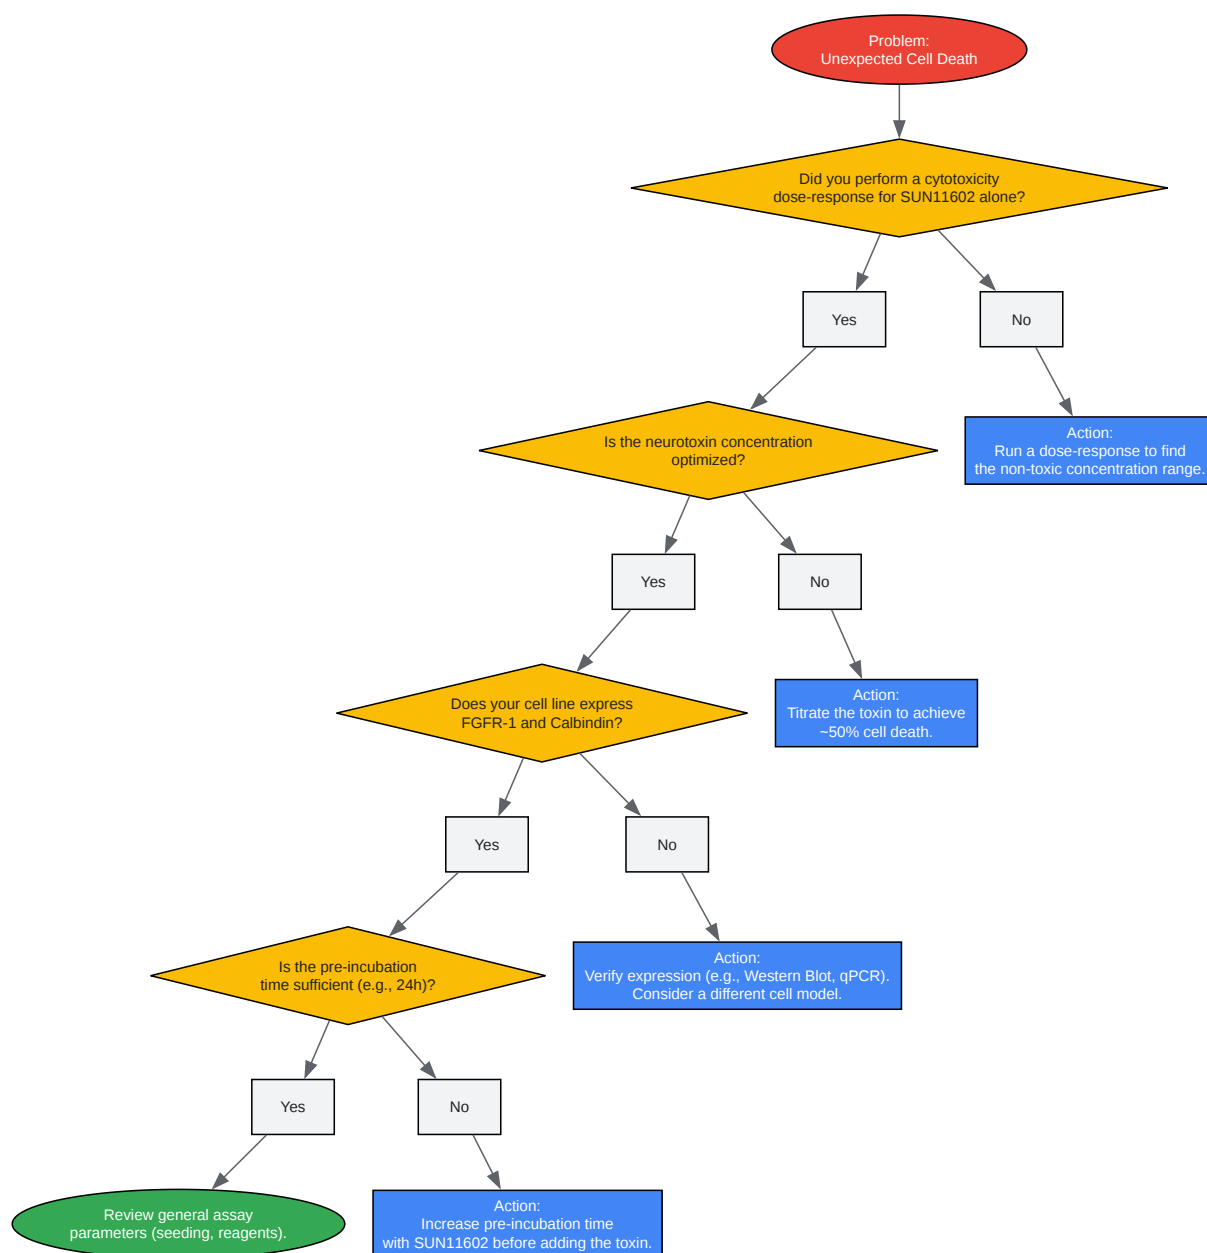 Problem:
Unexpected Cell Death
Did you perform a cytotoxicity
dose-response for SUN11602 alone?
Yes
No
Is the neurotoxin concentration
optimized?
Action:
Run a dose-response to find
the non-toxic concentration range.
Yes
No
Does your cell line express
FGFR-1 and Calbindin?
Action:
Titrate the toxin to achieve
~50% cell death.
Yes
No
Is the pre-incubation
time sufficient (e.g., 24h)?
Action:
Verify expression (e.g., Western Blot, qPCR).
Consider a different cell model.
Yes
No
Review general assay
parameters (seeding, reagents).
Action:
Increase pre-incubation time
with SUN11602 before adding the toxin.